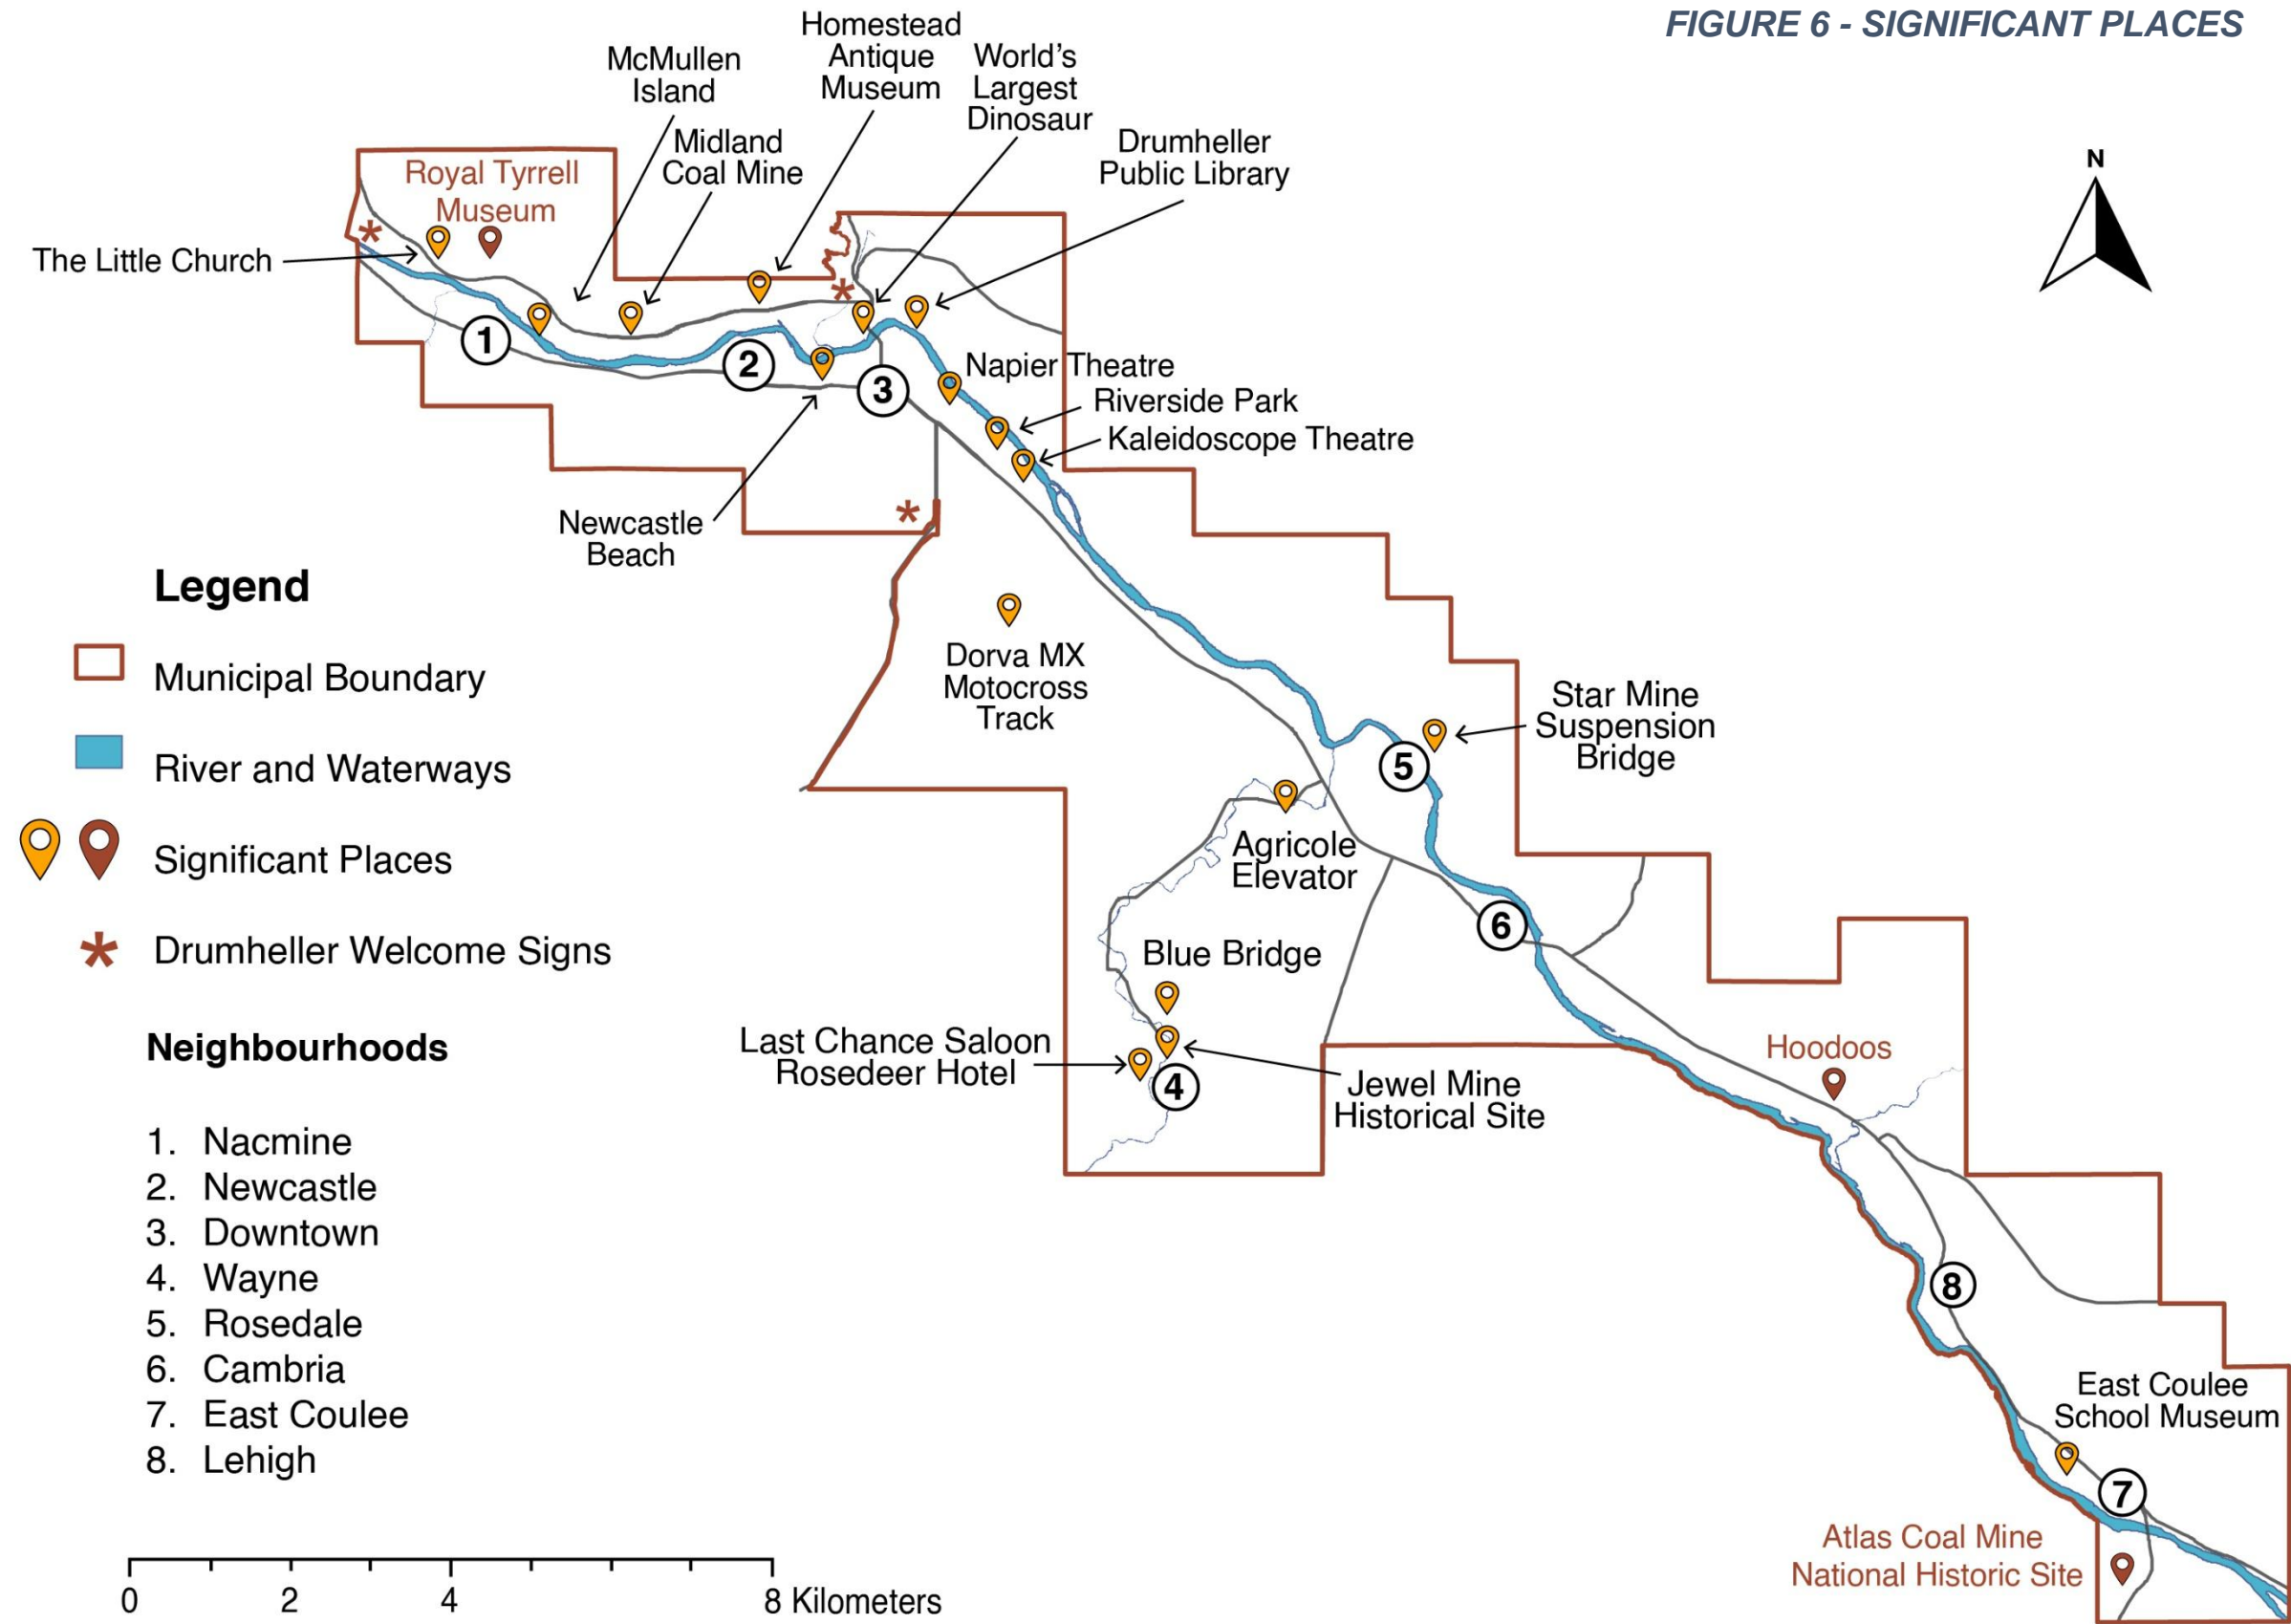 FIGURE 6 - SIGNIFICANT PLACES
Homestead
Antique
Museum
World's
Largest
Dinosaur
McMullen
Island
Midland
Coal Mine
Drumheller
Public Library
N
Royal Tyrrell
Museum
The Little Church
1
2
3
Napier Theatre
Riverside Park
Kaleidoscope Theatre
Newcastle
Beach
Dorva MX
Motocross
Track
Star Mine
Suspension
Bridge
5
Agricole
Elevator
6
Blue Bridge
Last Chance Saloon
Rosedeer Hotel
4
Jewel Mine
Historical Site
Hoodoos
8
East Coulee
School Museum
7
Atlas Coal Mine
National Historic Site
Legend
Municipal Boundary
River and Waterways
Significant Places
* Drumheller Welcome Signs
Neighbourhoods
1. Nacmine
2. Newcastle
3. Downtown
4. Wayne
5. Rosedale
6. Cambria
7. East Coulee
8. Lehigh
0 2 4 8 Kilometers